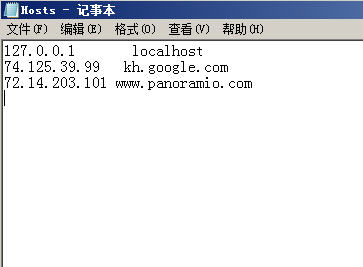 Hosts - 记事本
文件(F) 编辑(E) 格式(O) 查看(V) 帮助(H)
127.0.0.1 localhost
74.125.39.99 kh.google.com
72.14.203.101 www.panoramio.com